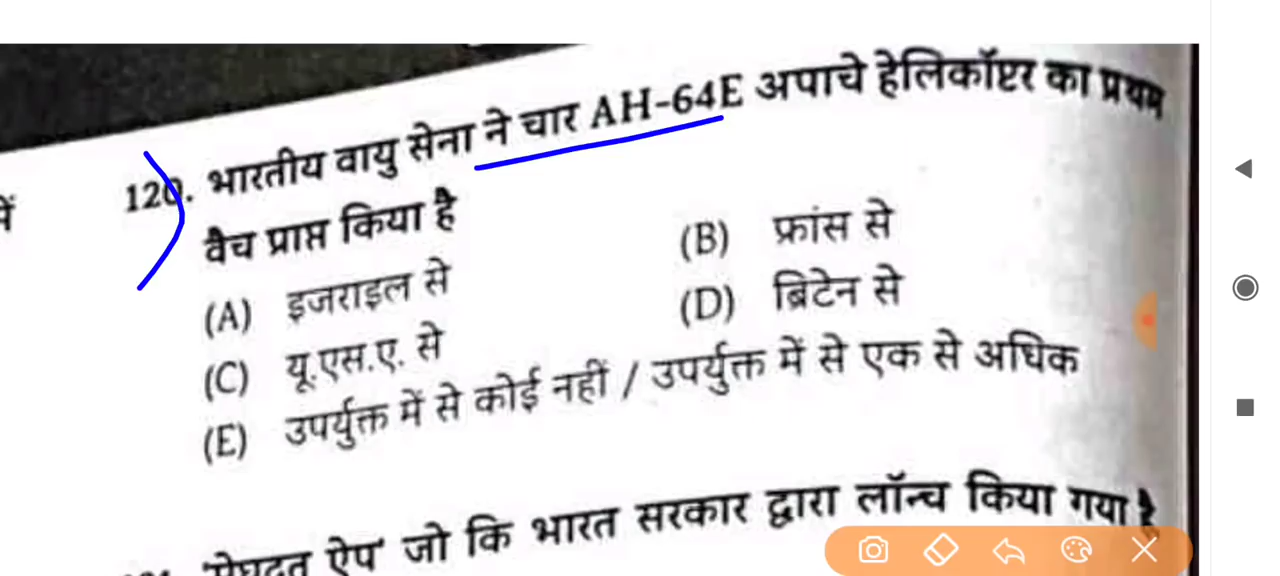 में
120. भारतीय वायु सेना ने चार AH-64E अपाचे हेलिकॉप्टर का प्रथम
वैच प्राप्त किया है
(A) इजराइल से
(B) फ्रांस से
(C) यू.एस.ए. से
(D) ब्रिटेन से
(E) उपर्युक्त में से कोई नहीं / उपर्युक्त में से एक से अधिक
ऐप' जो कि भारत सरकार द्वारा लॉन्च किया गया है